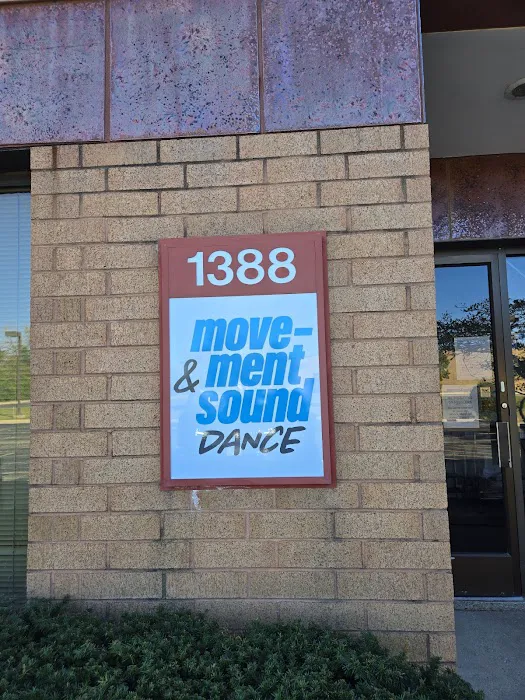 1388
move-
& ment
sound
DANCE